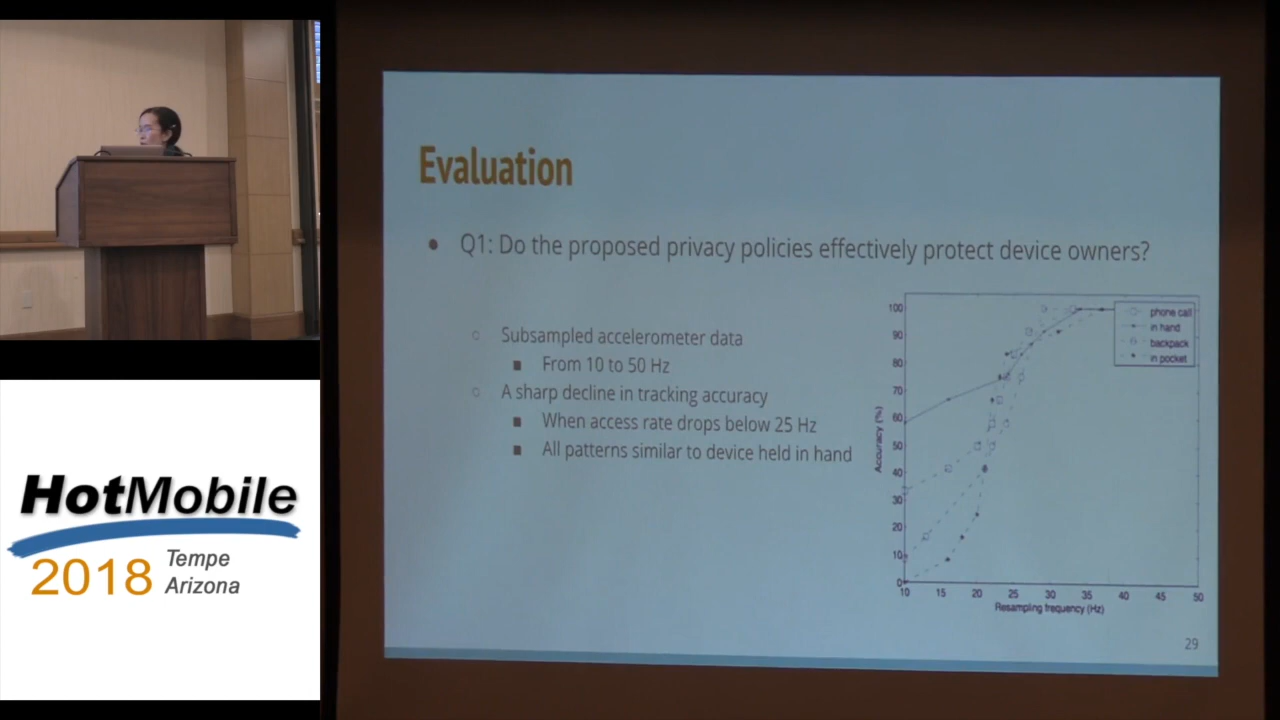 Evaluation
• Q1: Do the proposed privacy policies effectively protect device owners?
○ Subsampled accelerometer data
■ From 10 to 50 Hz
○ A sharp decline in tracking accuracy
■ When access rate drops below 25 Hz
■ All patterns similar to device held in hand
phone call
in hand
backpack
in pocket
100
90
80
70
60
50
40
30
20
10
0
Accuracy (%)
10 15 20 25 30 35 40 45 50
Resampling frequency (Hz)
29
HotMobile
2018 Tempe
Arizona